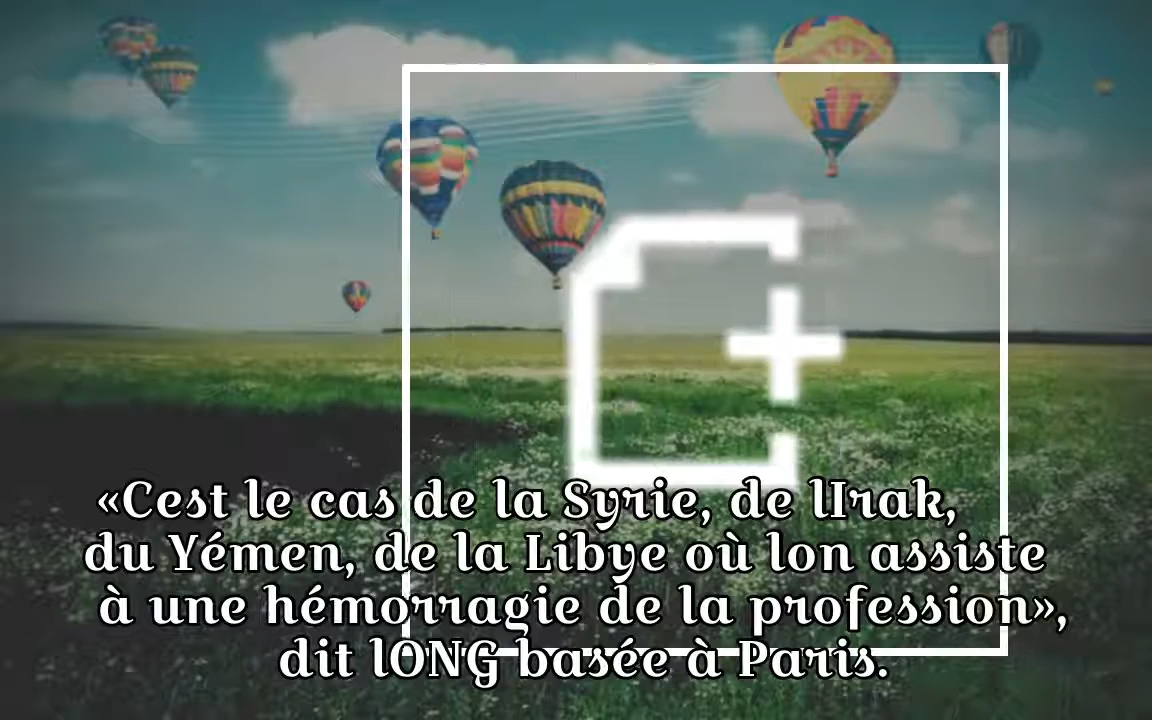 «Cest le cas de la Syrie, de lIrak,
du Yémen, de la Libye où lon assiste
à une hémorragie de la profession»,
dit lONG basée à Paris.